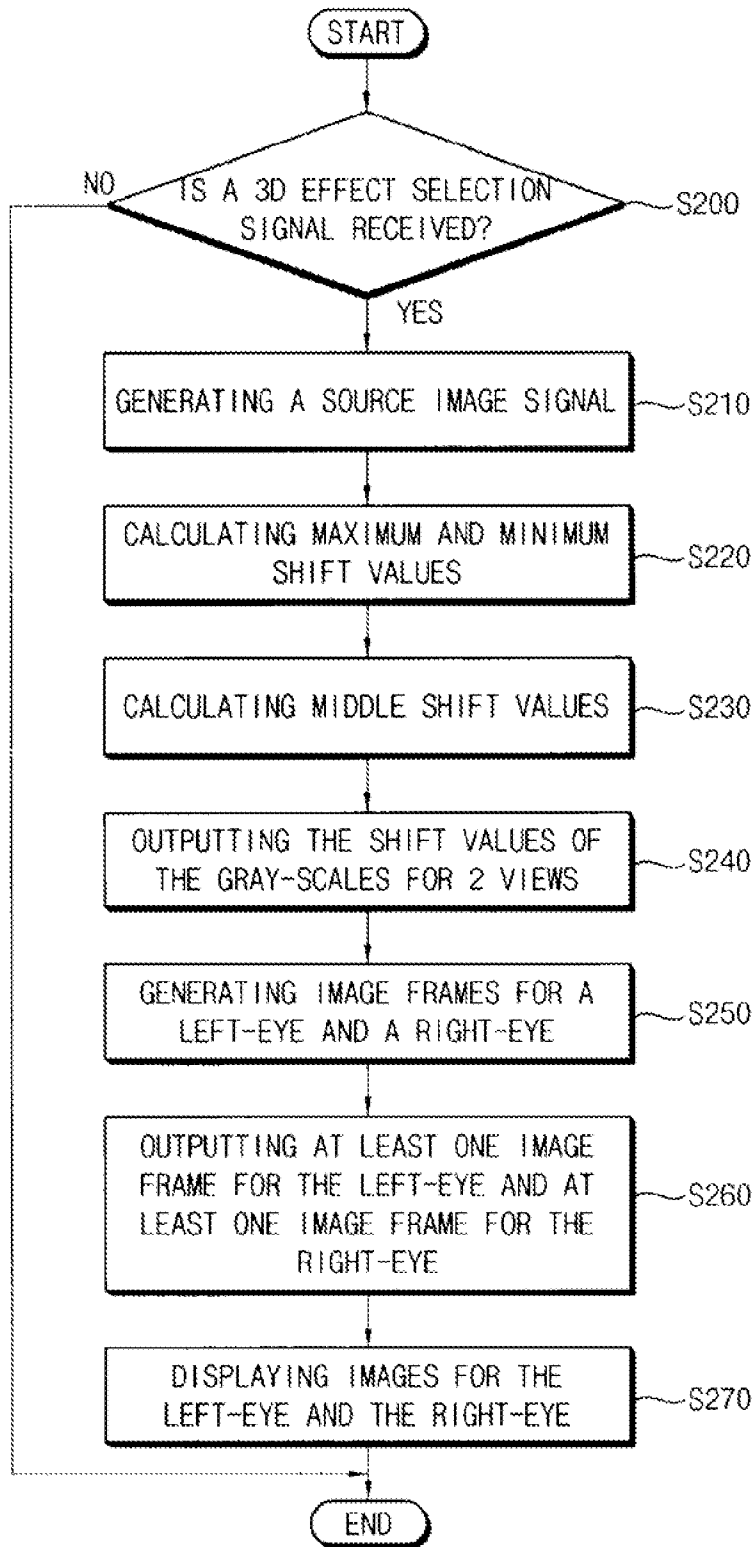 START
NO
IS A 3D EFFECT SELECTION
SIGNAL RECEIVED?
S200
YES
GENERATING A SOURCE IMAGE SIGNAL
S210
CALCULATING MAXIMUM AND MINIMUM
SHIFT VALUES
S220
CALCULATING MIDDLE SHIFT VALUES
S230
OUTPUTTING THE SHIFT VALUES OF
THE GRAY-SCALES FOR 2 VIEWS
S240
GENERATING IMAGE FRAMES FOR A
LEFT-EYE AND A RIGHT-EYE
S250
OUTPUTTING AT LEAST ONE IMAGE
FRAME FOR THE LEFT-EYE AND AT
LEAST ONE IMAGE FRAME FOR THE
RIGHT-EYE
S260
DISPLAYING IMAGES FOR THE
LEFT-EYE AND THE RIGHT-EYE
S270
END